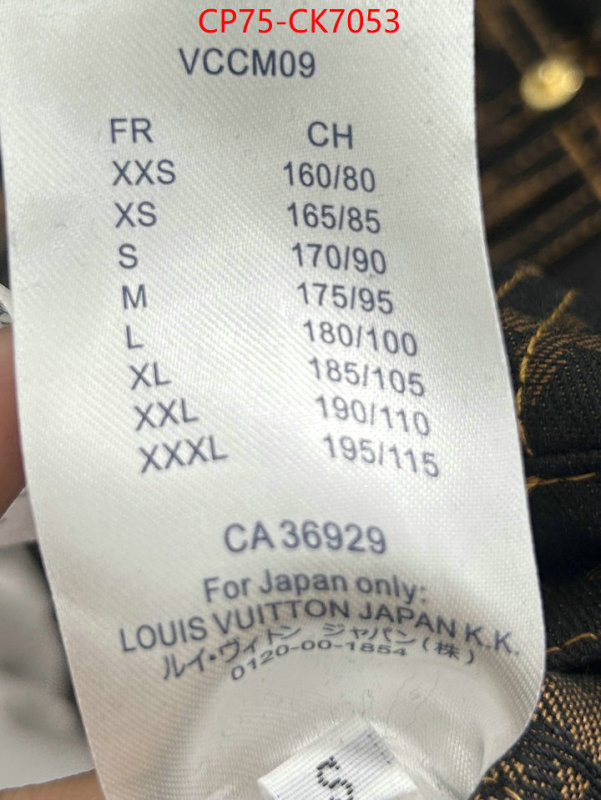 CP75-CK7053
VCCM09
FR CH
XXS 160/80
XS 165/85
S 170/90
M 175/95
L 180/100
XL 185/105
XXL 190/110
XXXL 195/115
CA 36929
For Japan only:
LOUIS VUITTON JAPAN K.K.
ルイ・ヴィトン ジャパン(株)
0120-00-1854
S